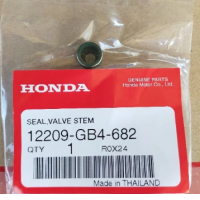 HONDA
GENUINE PARTS
Honda Motor Co., Ltd.
SEAL, VALVE STEM
12209-GB4-682
QTY 1 R0X24
Made in THAILAND